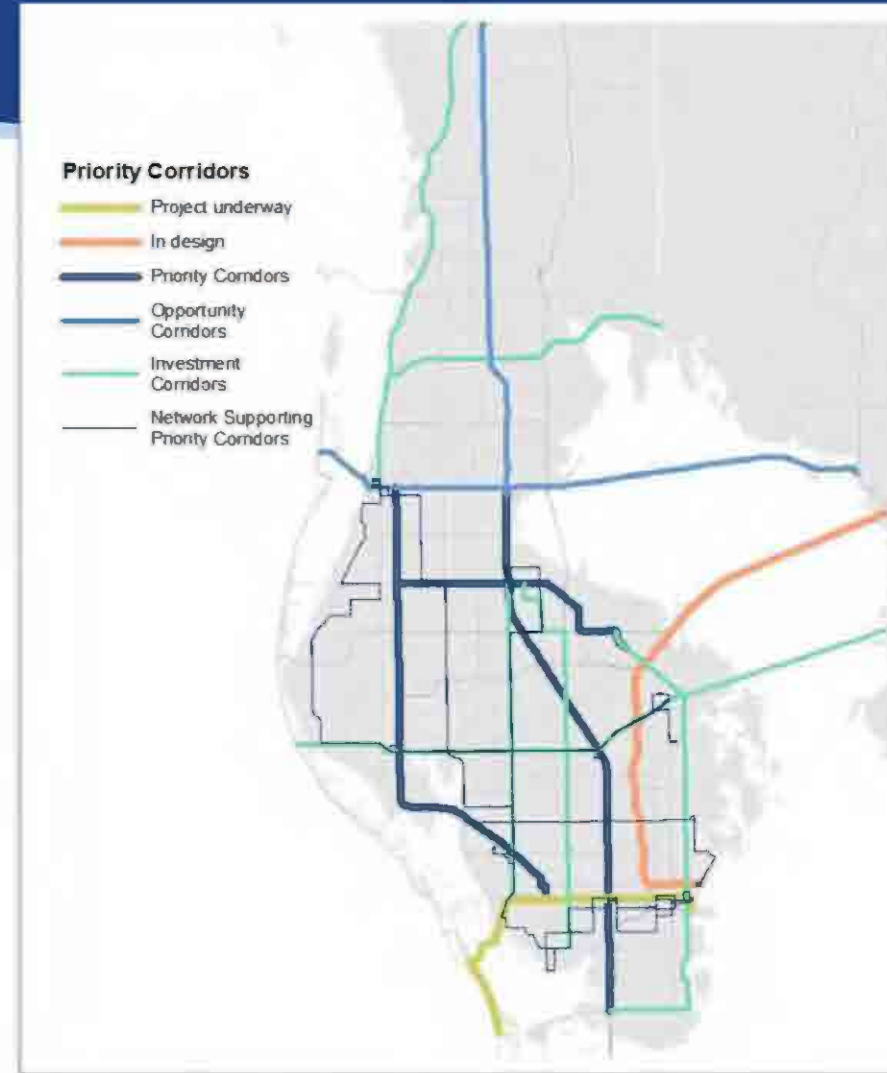 Priority Corridors
Project underway
In design
Priority Corridors
Opportunity
Corridors
Investment
Corridors
Network Supporting
Priority Corridors